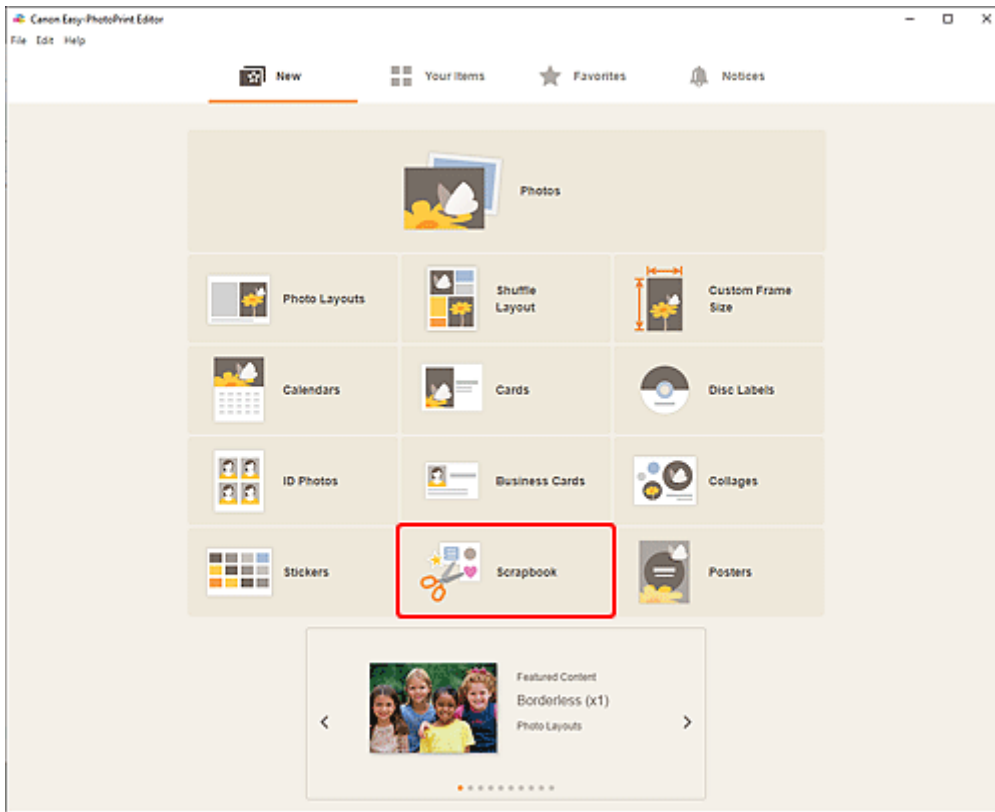 Canon Easy-PhotoPrint Editor
File Edit Help
New
Your Items
Favorites
Notices
Photos
Photo Layouts
Shuffle
Layout
Custom Frame
Size
Calendars
Cards
Disc Labels
ID Photos
Business Cards
Collages
Stickers
Scrapbook
Posters
Featured Content
Borderless (x1)
Photo Layouts